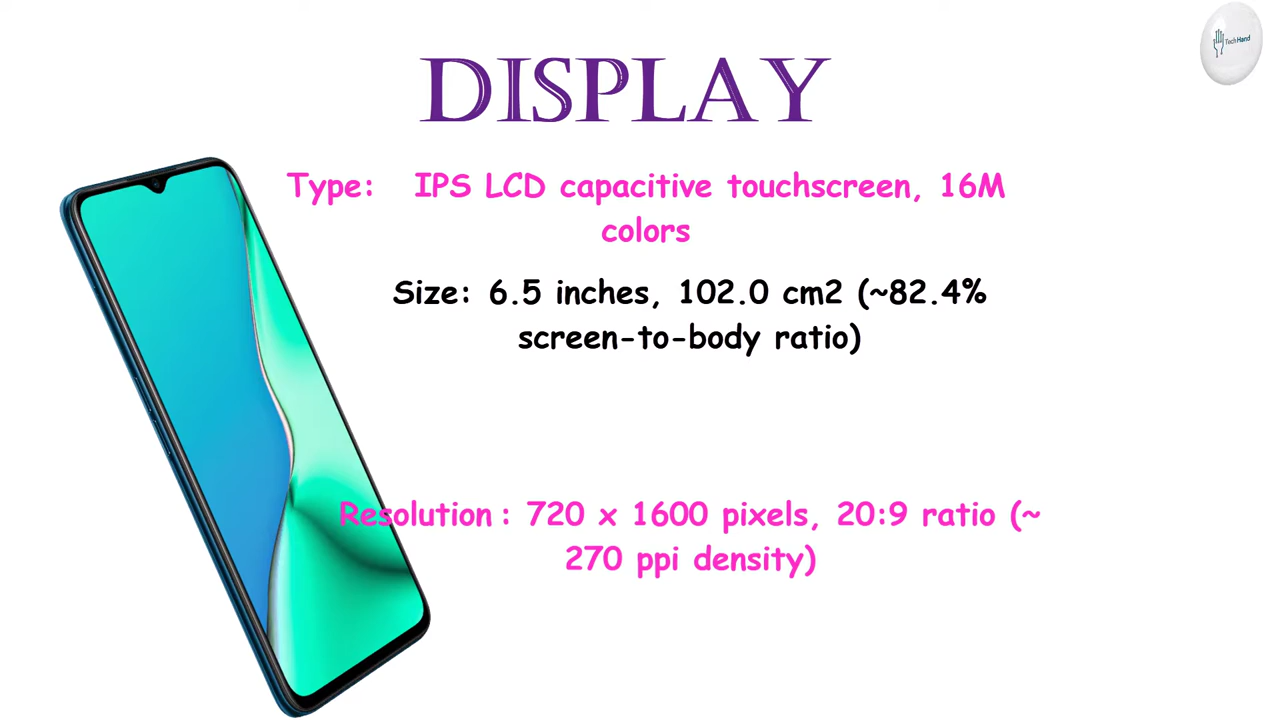 TechHand
DISPLAY
Type: IPS LCD capacitive touchscreen, 16M
colors
Size: 6.5 inches, 102.0 cm2 (~82.4%
screen-to-body ratio)
Resolution : 720 x 1600 pixels, 20:9 ratio (~
270 ppi density)